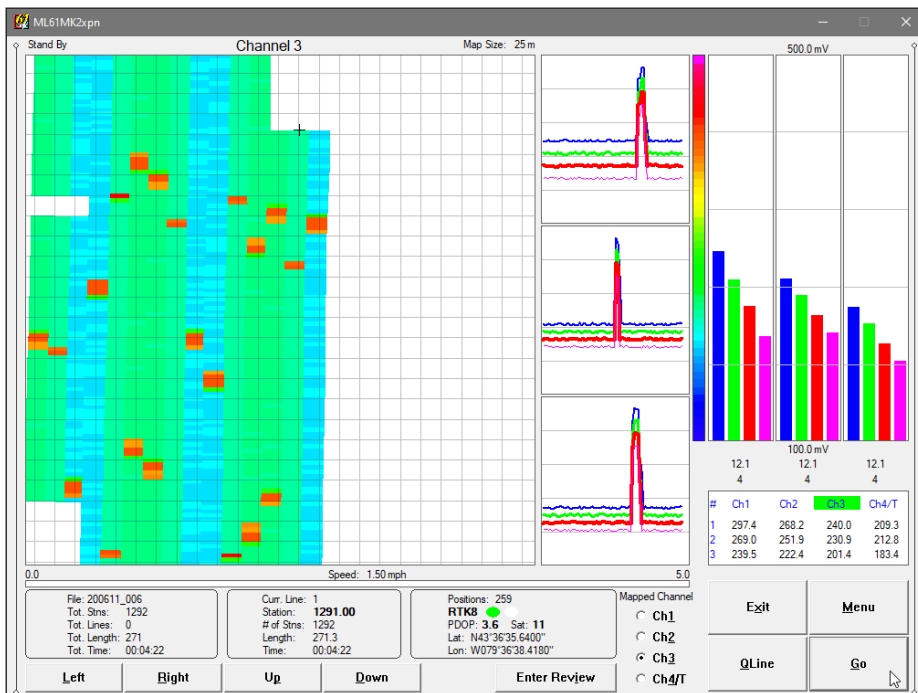 ML61MK2xpn
Stand By Channel 3 Map Size: 25 m
500.0 mV
100.0 mV
12.1 12.1 12.1
4 4 4
# Ch1 Ch2 Ch3 Ch4/T
1 297.4 268.2 240.0 209.3
2 269.0 251.9 230.9 212.8
3 239.5 222.4 201.4 183.4
0.0 Speed: 1.50 mph 5.0
File: 200611_006
Tot. Stns: 1292
Tot. Lines: 0
Tot. Length: 271
Tot. Time: 00:04:22
Curr. Line: 1
Station: 1291.00
# of Stns: 1292
Length: 271.3
Time: 00:04:22
Positions: 259
RTK8
PDOP: 3.6 Sat: 11
Lat: N43°36'35.6400"
Lon: W079°36'38.4180"
Mapped Channel
Ch1
Ch2
Ch3
Ch4/T
Exit Menu
QLine Go
Left Right Up Down Enter Review